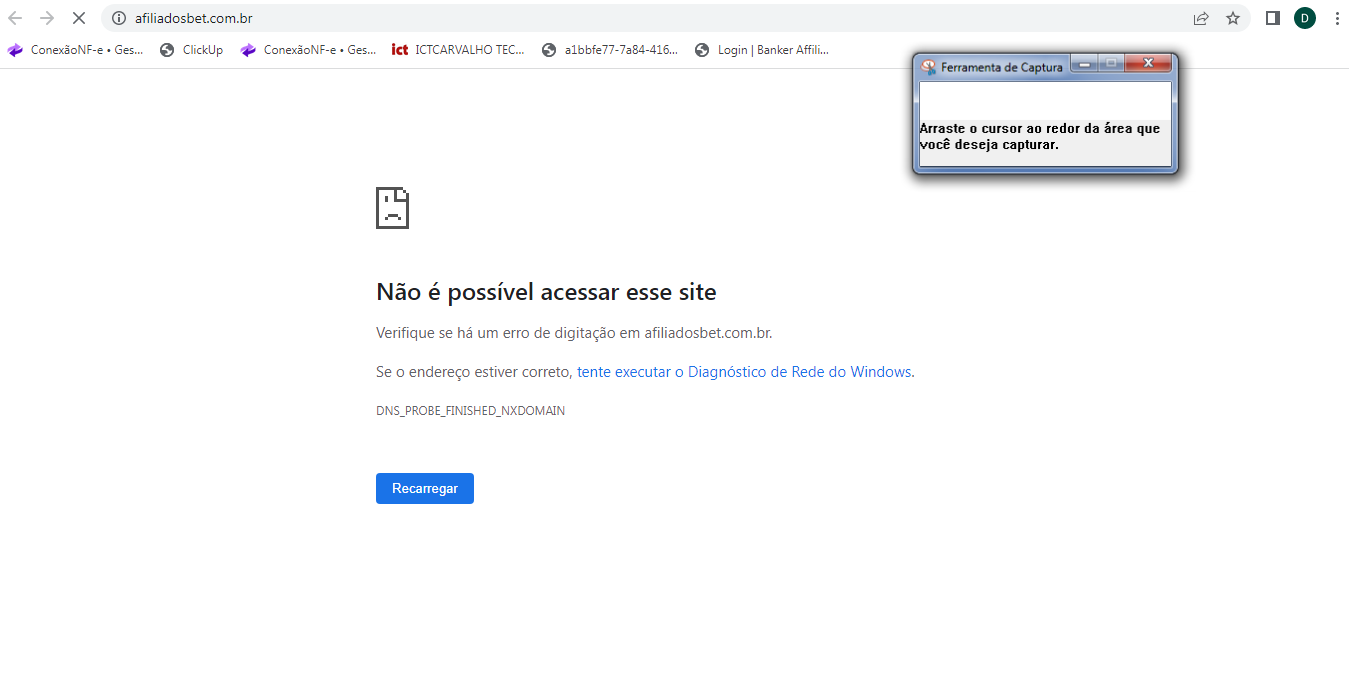 afiliadosbet.com.br
D
ConexãoNF-e • Ges...
ClickUp
ConexãoNF-e • Ges...
ict ICTCARVALHO TEC...
a1bbfe77-7a84-416...
Login | Banker Affili...
Ferramenta de Captura
Arraste o cursor ao redor da área que
você deseja capturar.
Não é possível acessar esse site
Verifique se há um erro de digitação em afiliadosbet.com.br.
Se o endereço estiver correto, tente executar o Diagnóstico de Rede do Windows.
DNS_PROBE_FINISHED_NXDOMAIN
Recarregar